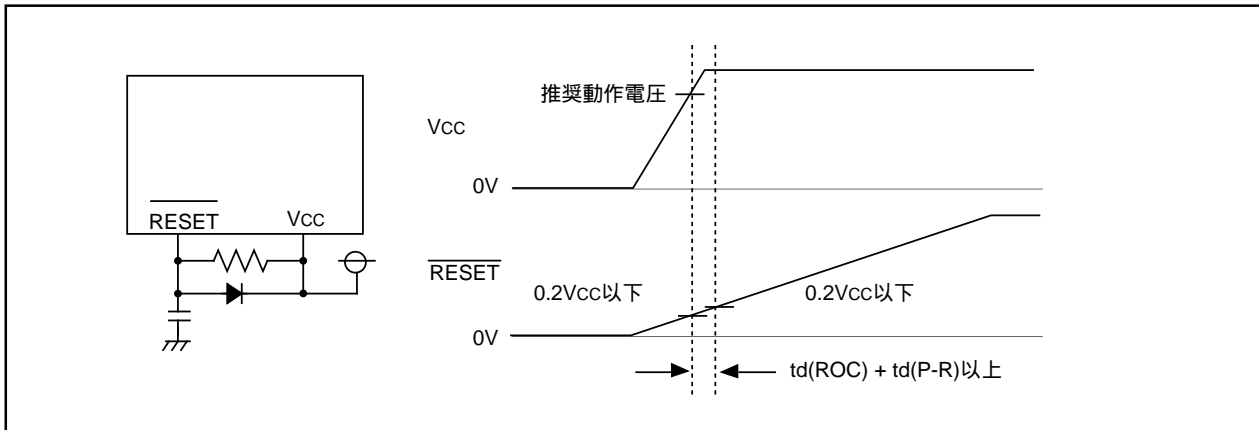 RESET
VCC
推奨動作電圧
VCC
0V
RESET
0.2VCC以下
0.2VCC以下
0V
td(ROC) + td(P-R)以上